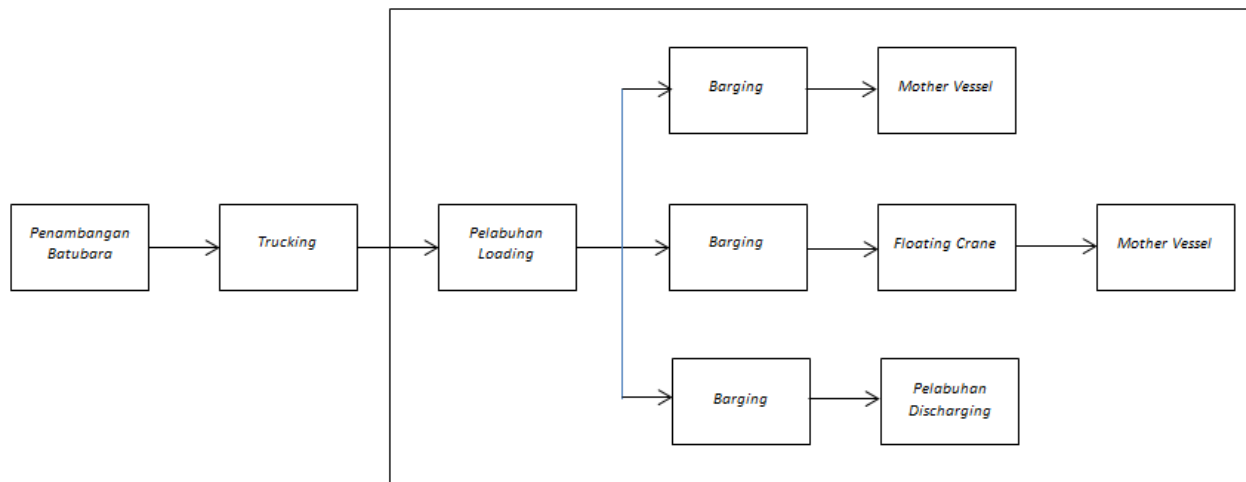 Barging
Mother Vessel
Penambangan
Batubara
Trucking
Pelabuhan
Loading
Barging
Floating Crane
Mother Vessel
Barging
Pelabuhan
Discharging